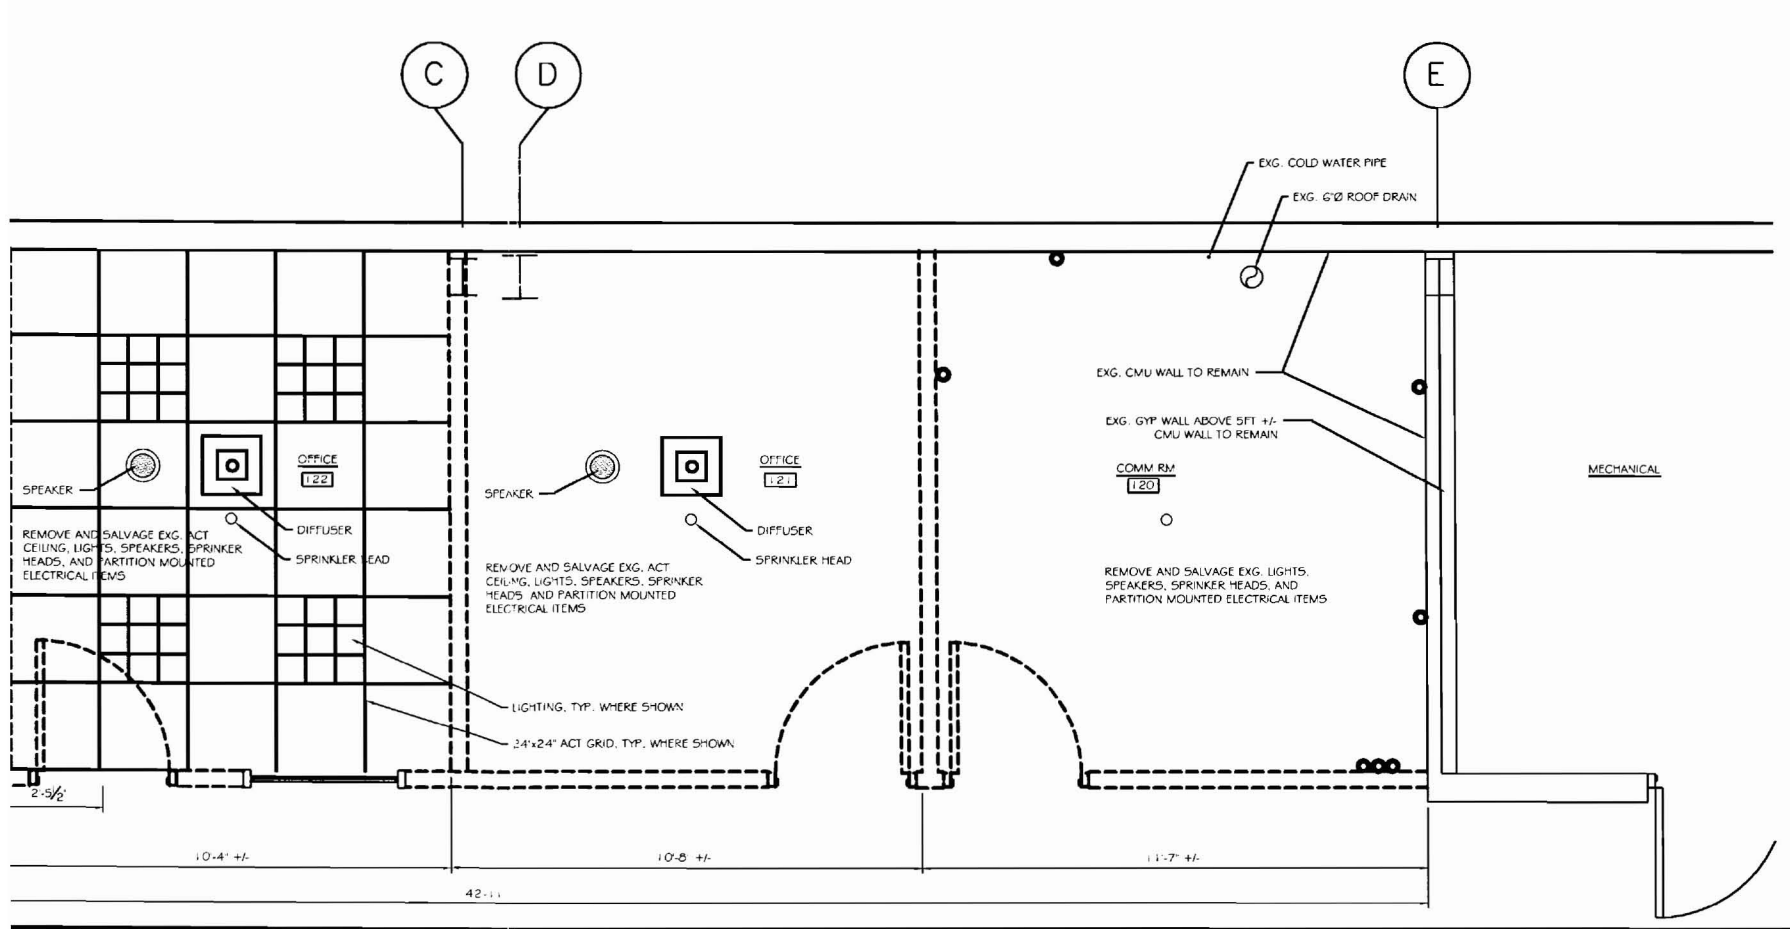 C
D
E
EXG. COLD WATER PIPE
EXG. 6"Ø ROOF DRAIN
EXG. CMU WALL TO REMAIN
EXG. GYP WALL ABOVE 5FT +/-
CMU WALL TO REMAIN
OFFICE
122
SPEAKER
DIFFUSER
SPRINKLER HEAD
REMOVE AND SALVAGE EXG. ACT
CEILING, LIGHTS, SPEAKERS, SPRINKER
HEADS, AND PARTITION MOUNTED
ELECTRICAL ITEMS
OFFICE
121
SPEAKER
DIFFUSER
SPRINKLER HEAD
REMOVE AND SALVAGE EXG. ACT
CEILING, LIGHTS, SPEAKERS, SPRINKER
HEADS, AND PARTITION MOUNTED
ELECTRICAL ITEMS
COMM RM
120
REMOVE AND SALVAGE EXG. LIGHTS,
SPEAKERS, SPRINKER HEADS, AND
PARTITION MOUNTED ELECTRICAL ITEMS
MECHANICAL
LIGHTING, TYP. WHERE SHOWN
24"x24" ACT GRID, TYP. WHERE SHOWN
2'-5 1/2"
10'-4" +/-
10'-8" +/-
11'-7" +/-